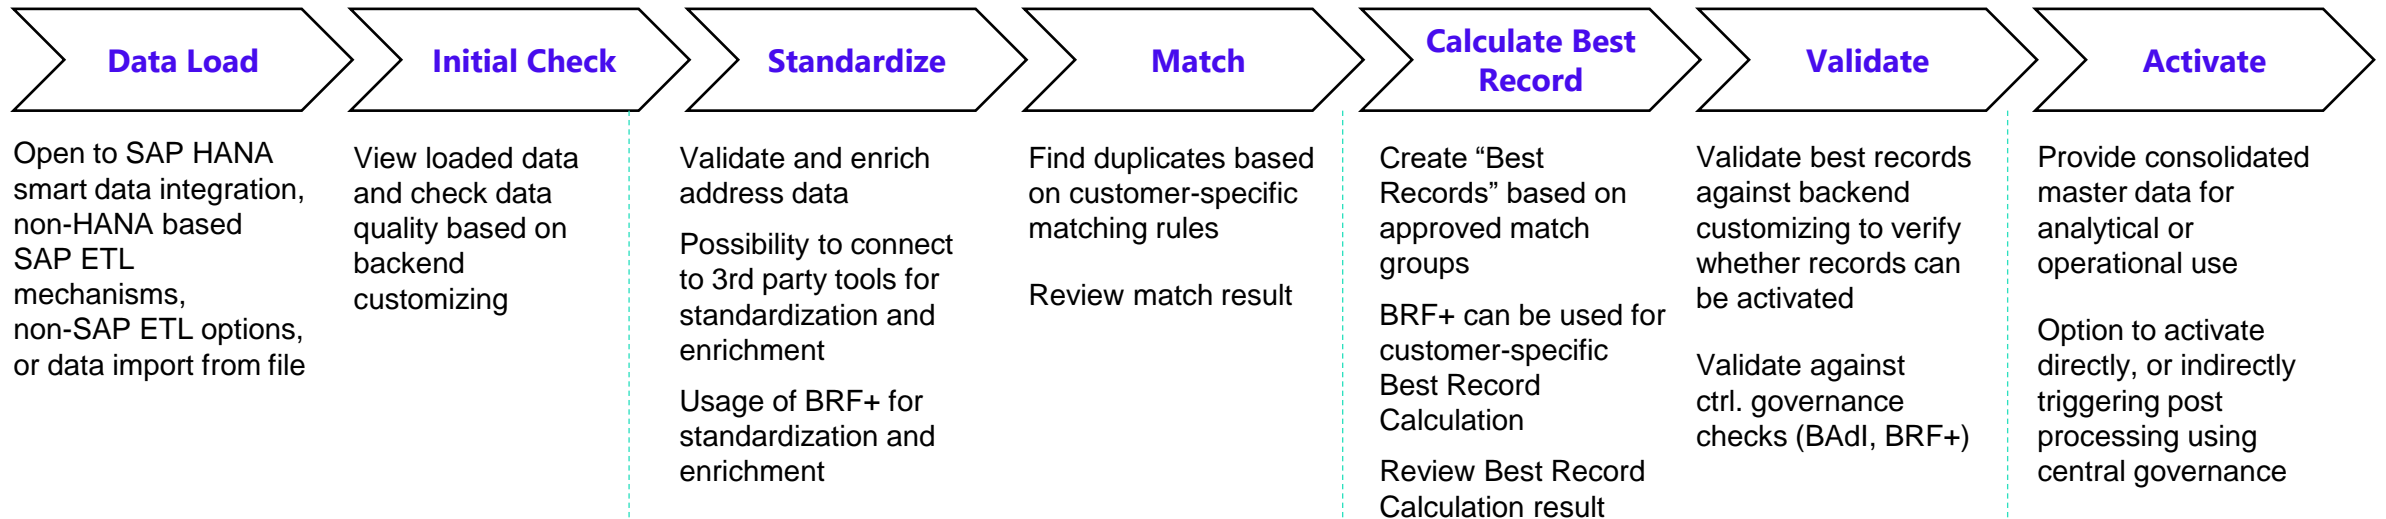 Data Load
Initial Check
Standardize
Match
Calculate Best
Record
Validate
Activate
Open to SAP HANA
smart data integration,
non-HANA based
SAP ETL
mechanisms,
non-SAP ETL options,
or data import from file
View loaded data
and check data
quality based on
backend
customizing
Validate and enrich
address data
Possibility to connect
to 3rd party tools for
standardization and
enrichment
Usage of BRF+ for
standardization and
enrichment
Find duplicates based
on customer-specific
matching rules
Review match result
Create “Best
Records” based on
approved match
groups
BRF+ can be used for
customer-specific
Best Record
Calculation
Review Best Record
Calculation result
Validate best records
against backend
customizing to verify
whether records can
be activated
Validate against
ctrl. governance
checks (BAdI, BRF+)
Provide consolidated
master data for
analytical or
operational use
Option to activate
directly, or indirectly
triggering post
processing using
central governance